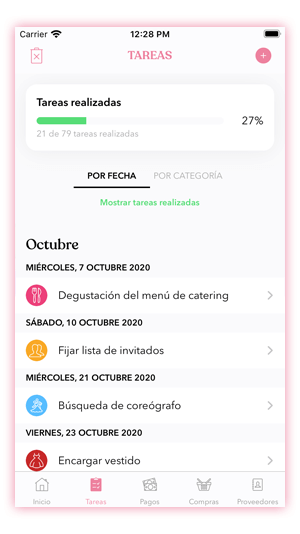 Carrier 12:28 PM
TAREAS
Tareas realizadas
27%
21 de 79 tareas realizadas
POR FECHA POR CATEGORÍA
Mostrar tareas realizadas
Octubre
MIÉRCOLES, 7 OCTUBRE 2020
Degustación del menú de catering
SÁBADO, 10 OCTUBRE 2020
Fijar lista de invitados
MIÉRCOLES, 21 OCTUBRE 2020
Búsqueda de coreógrafo
VIERNES, 23 OCTUBRE 2020
Encargar vestido
Inicio Tareas Pagos Compras Proveedores